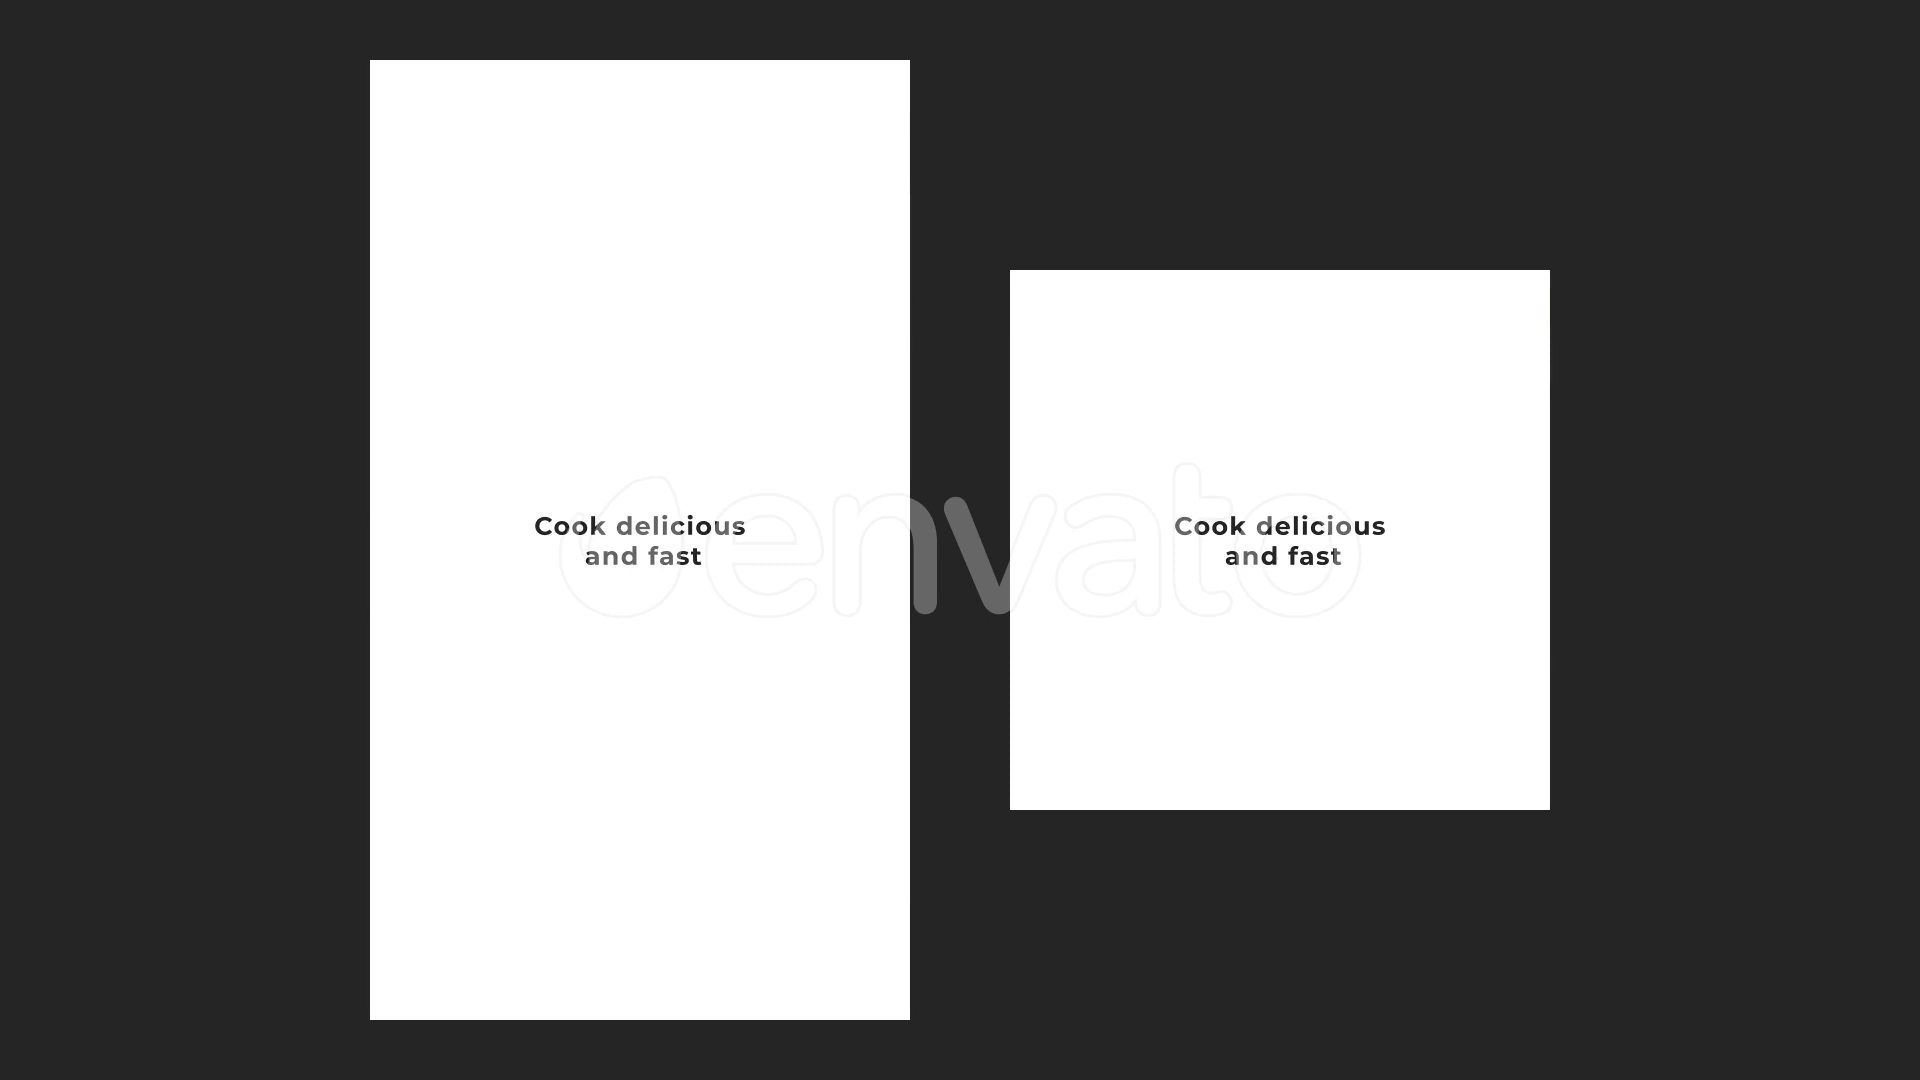 Cook delicious
and fast
Cook delicious
and fast
envato